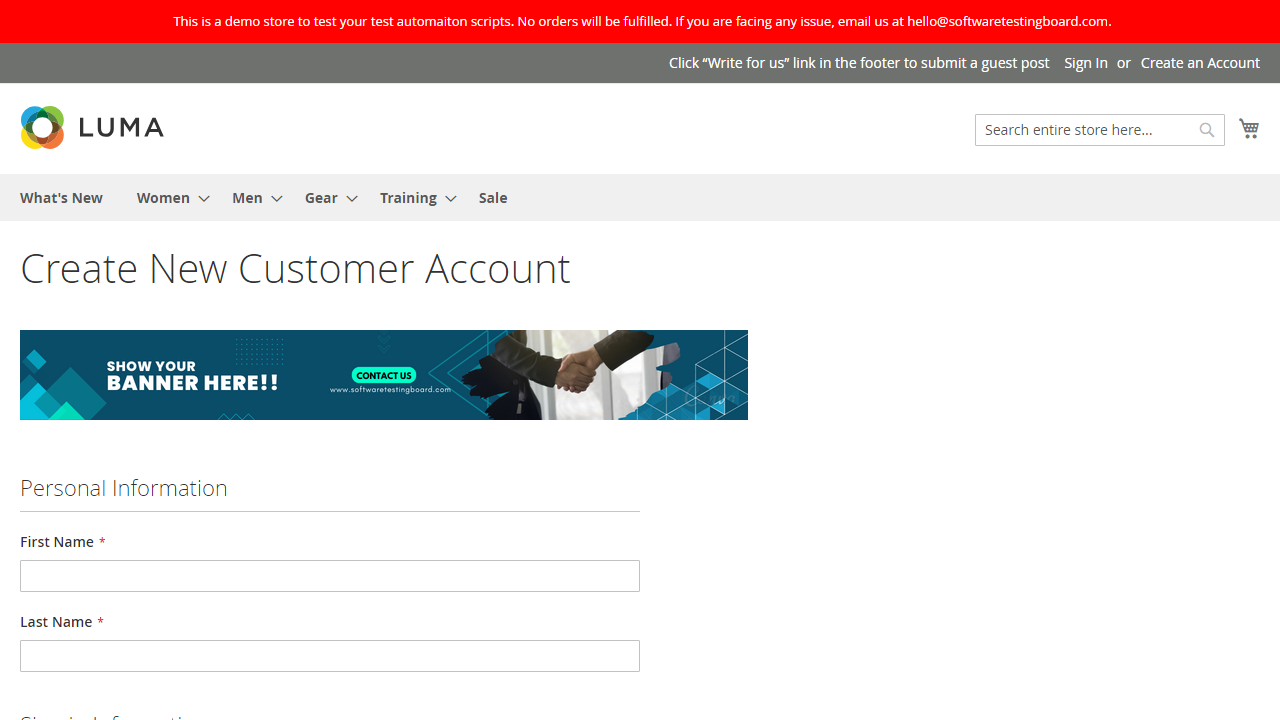 This is a demo store to test your test automaiton scripts. No orders will be fulfilled. If you are facing any issue, email us at hello@softwaretestingboard.com.
Click “Write for us” link in the footer to submit a guest post Sign In or Create an Account
LUMA
Search entire store here...
What's New Women Men Gear Training Sale
Create New Customer Account
SHOW YOUR
BANNER HERE!!
CONTACT US
www.softwaretestingboard.com
Personal Information
First Name *
Last Name *